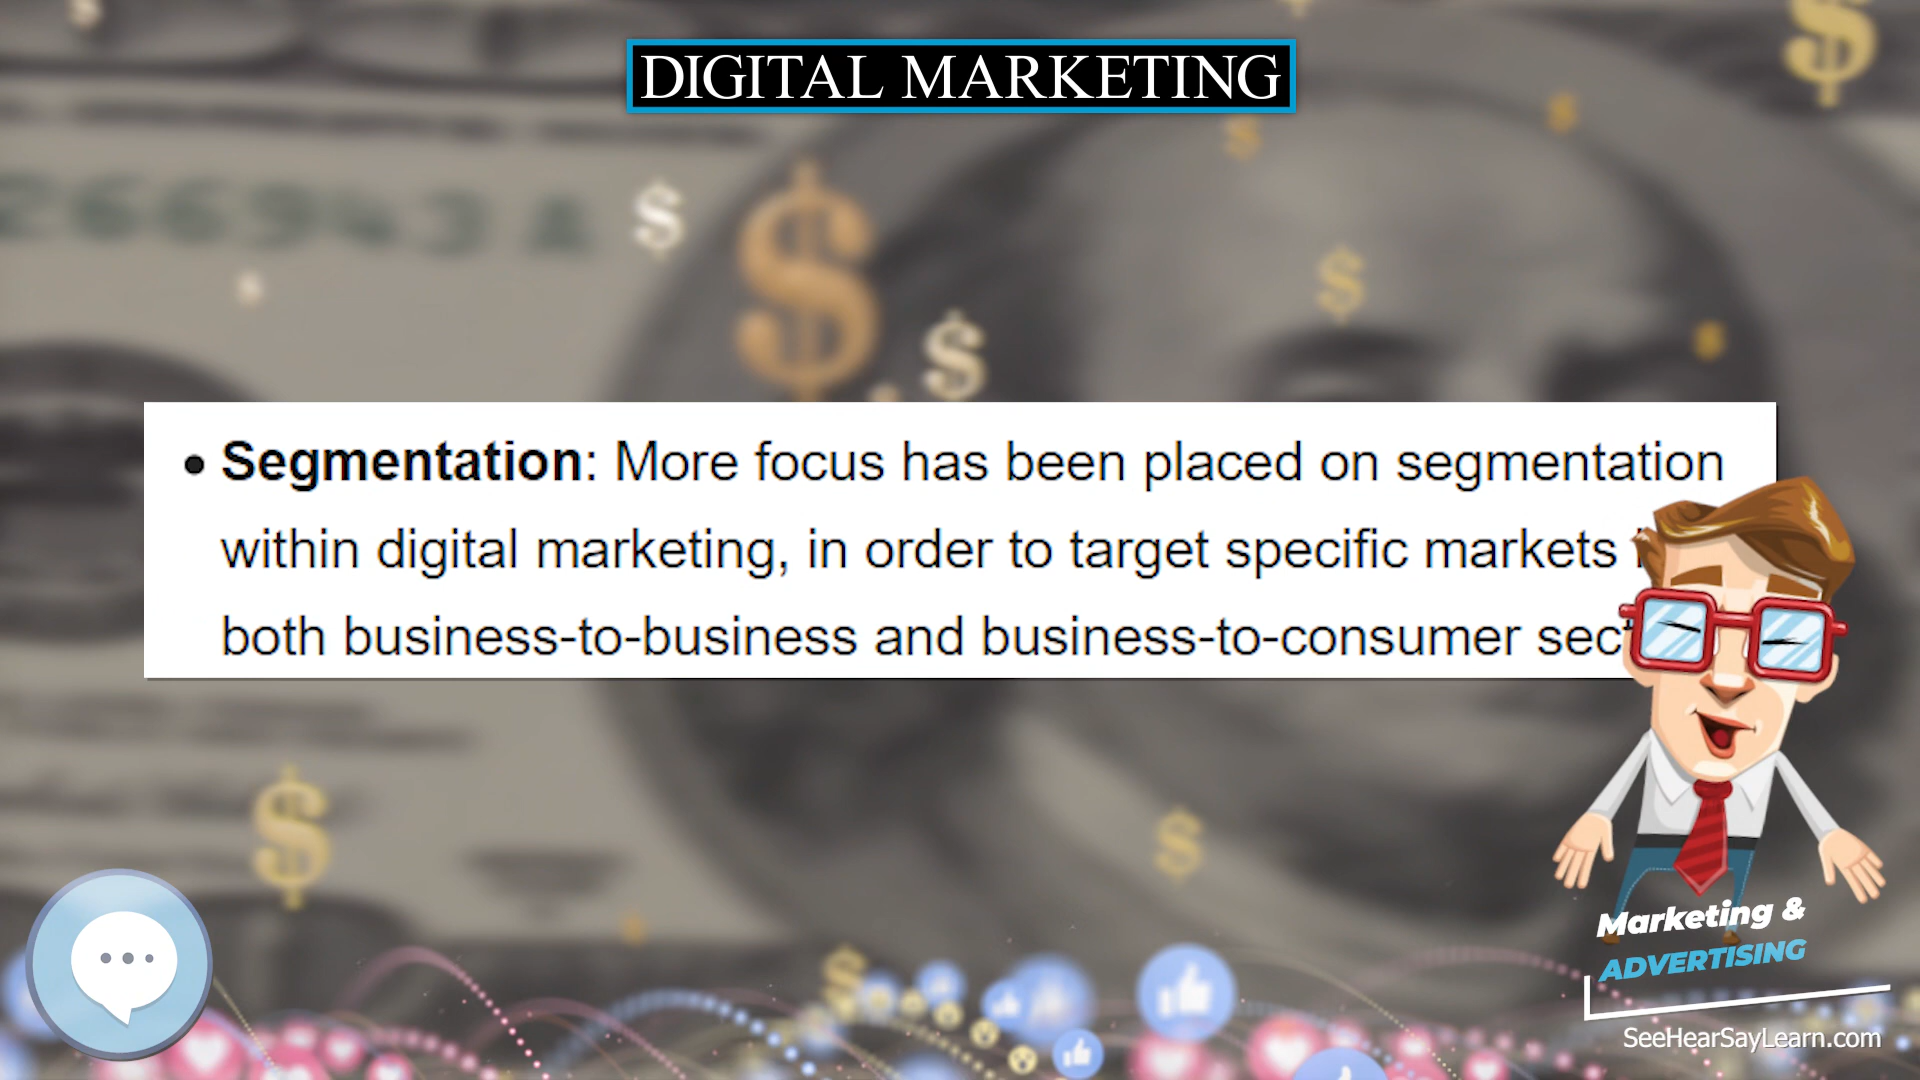 DIGITAL MARKETING
• Segmentation: More focus has been placed on segmentation
within digital marketing, in order to target specific markets
both business-to-business and business-to-consumer
Marketing &
ADVERTISING
SeeHearSayLearn.com